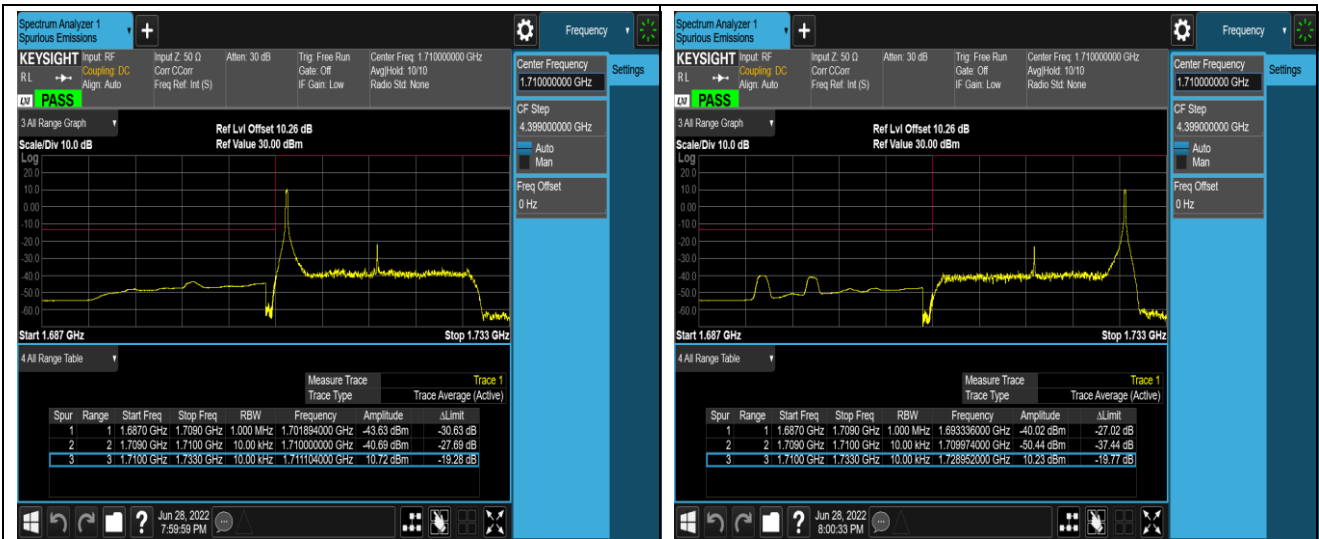 Spectrum Analyzer 1
Spurious Emissions
Frequency
KEYSIGHT Input: RF Input Z: 50 Ω Atten: 30 dB Trig: Free Run Center Freq: 1.710000000 GHz
Coupling: DC Corr CCorr Gate: Off Avg|Hold: 10/10
RL Align: Auto Freq Ref: Int (S) IF Gain: Low Radio Std: None
LXI PASS
Center Frequency
1.710000000 GHz
Settings
CF Step
4.399000000 GHz
Auto
Man
Freq Offset
0 Hz
3 All Range Graph
Ref Lvl Offset 10.26 dB
Scale/Div 10.0 dB Ref Value 30.00 dBm
Log
20.0
10.0
0.00
-10.0
-20.0
-30.0
-40.0
-50.0
-60.0
Start 1.687 GHz Stop 1.733 GHz
4 All Range Table
Measure Trace Trace 1
Trace Type Trace Average (Active)
Spur Range Start Freq Stop Freq RBW Frequency Amplitude ΔLimit
1 1 1.6870 GHz 1.7090 GHz 1.000 MHz 1.701894000 GHz -43.63 dBm -30.63 dB
2 2 1.7090 GHz 1.7100 GHz 10.00 kHz 1.710000000 GHz -40.69 dBm -27.69 dB
3 3 1.7100 GHz 1.7330 GHz 10.00 kHz 1.711104000 GHz 10.72 dBm -19.28 dB
?
Jun 28, 2022
7:59:59 PM
Spectrum Analyzer 1
Spurious Emissions
Frequency
KEYSIGHT Input: RF Input Z: 50 Ω Atten: 30 dB Trig: Free Run Center Freq: 1.710000000 GHz
Coupling: DC Corr CCorr Gate: Off Avg|Hold: 10/10
RL Align: Auto Freq Ref: Int (S) IF Gain: Low Radio Std: None
LXI PASS
Center Frequency
1.710000000 GHz
Settings
CF Step
4.399000000 GHz
Auto
Man
Freq Offset
0 Hz
3 All Range Graph
Ref Lvl Offset 10.26 dB
Scale/Div 10.0 dB Ref Value 30.00 dBm
Log
20.0
10.0
0.00
-10.0
-20.0
-30.0
-40.0
-50.0
-60.0
Start 1.687 GHz Stop 1.733 GHz
4 All Range Table
Measure Trace Trace 1
Trace Type Trace Average (Active)
Spur Range Start Freq Stop Freq RBW Frequency Amplitude ΔLimit
1 1 1.6870 GHz 1.7090 GHz 1.000 MHz 1.693336000 GHz -40.02 dBm -27.02 dB
2 2 1.7090 GHz 1.7100 GHz 10.00 kHz 1.709974000 GHz -50.44 dBm -37.44 dB
3 3 1.7100 GHz 1.7330 GHz 10.00 kHz 1.728952000 GHz 10.23 dBm -19.77 dB
?
Jun 28, 2022
8:00:33 PM